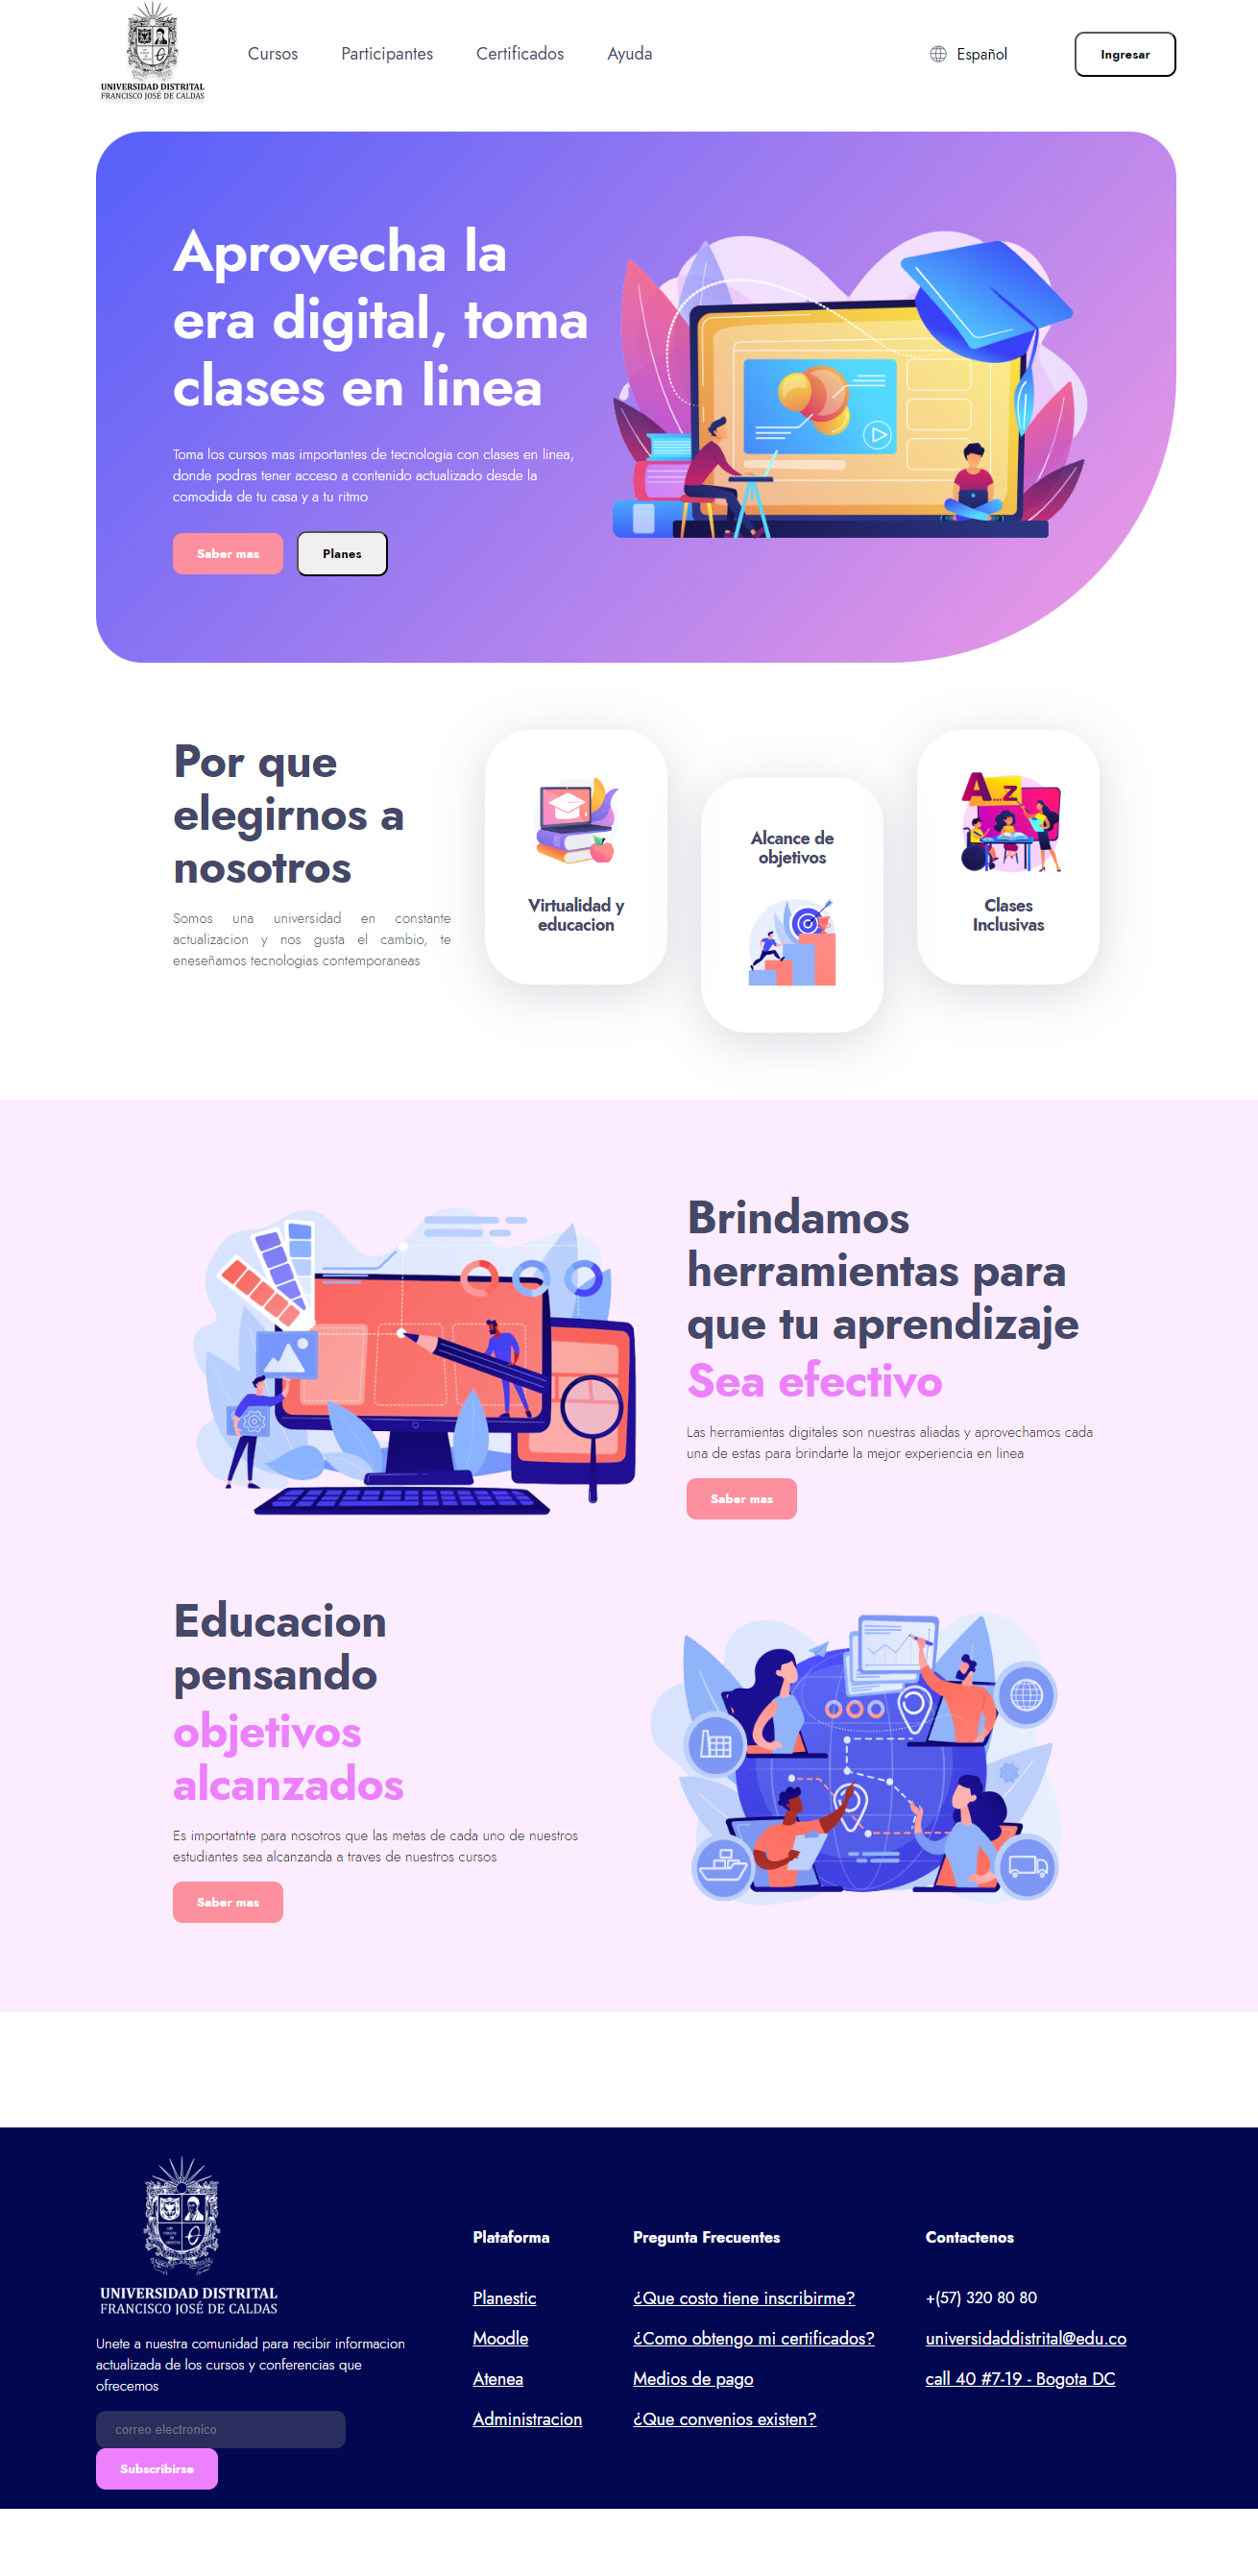 UNIVERSIDAD DISTRITAL
FRANCISCO JOSÉ DE CALDAS
Cursos
Participantes
Certificados
Ayuda
Español
Ingresar
Aprovecha la
era digital, toma
clases en linea
Toma los cursos mas importantes de tecnologia con clases en linea,
donde podras tener acceso a contenido actualizado desde la
comodida de tu casa y a tu ritmo
Saber mas
Planes
Por que
elegirnos a
nosotros
Somos una universidad en constante
actualizacion y nos gusta el cambio, te
eneseñamos tecnologias contemporaneas
Virtualidad y
educacion
Alcance de
objetivos
A...z
Clases
Inclusivas
Brindamos
herramientas para
que tu aprendizaje
Sea efectivo
Las herramientas digitales son nuestras aliadas y aprovechamos cada
una de estas para brindarte la mejor experiencia en linea
Saber mas
Educacion
pensando
objetivos
alcanzados
Es importatnte para nosotros que las metas de cada uno de nuestros
estudiantes sea alcanzanda a traves de nuestros cursos
Saber mas
UNIVERSIDAD DISTRITAL
FRANCISCO JOSÉ DE CALDAS
Unete a nuestra comunidad para recibir informacion
actualizada de los cursos y conferencias que
ofrecemos
correo electronico
Subscribirse
Plataforma
Planestic
Moodle
Atenea
Administracion
Pregunta Frecuentes
¿Que costo tiene inscribirme?
¿Como obtengo mi certificados?
Medios de pago
¿Que convenios existen?
Contactenos
+(57) 320 80 80
universidaddistrital@edu.co
call 40 #7-19 - Bogota DC